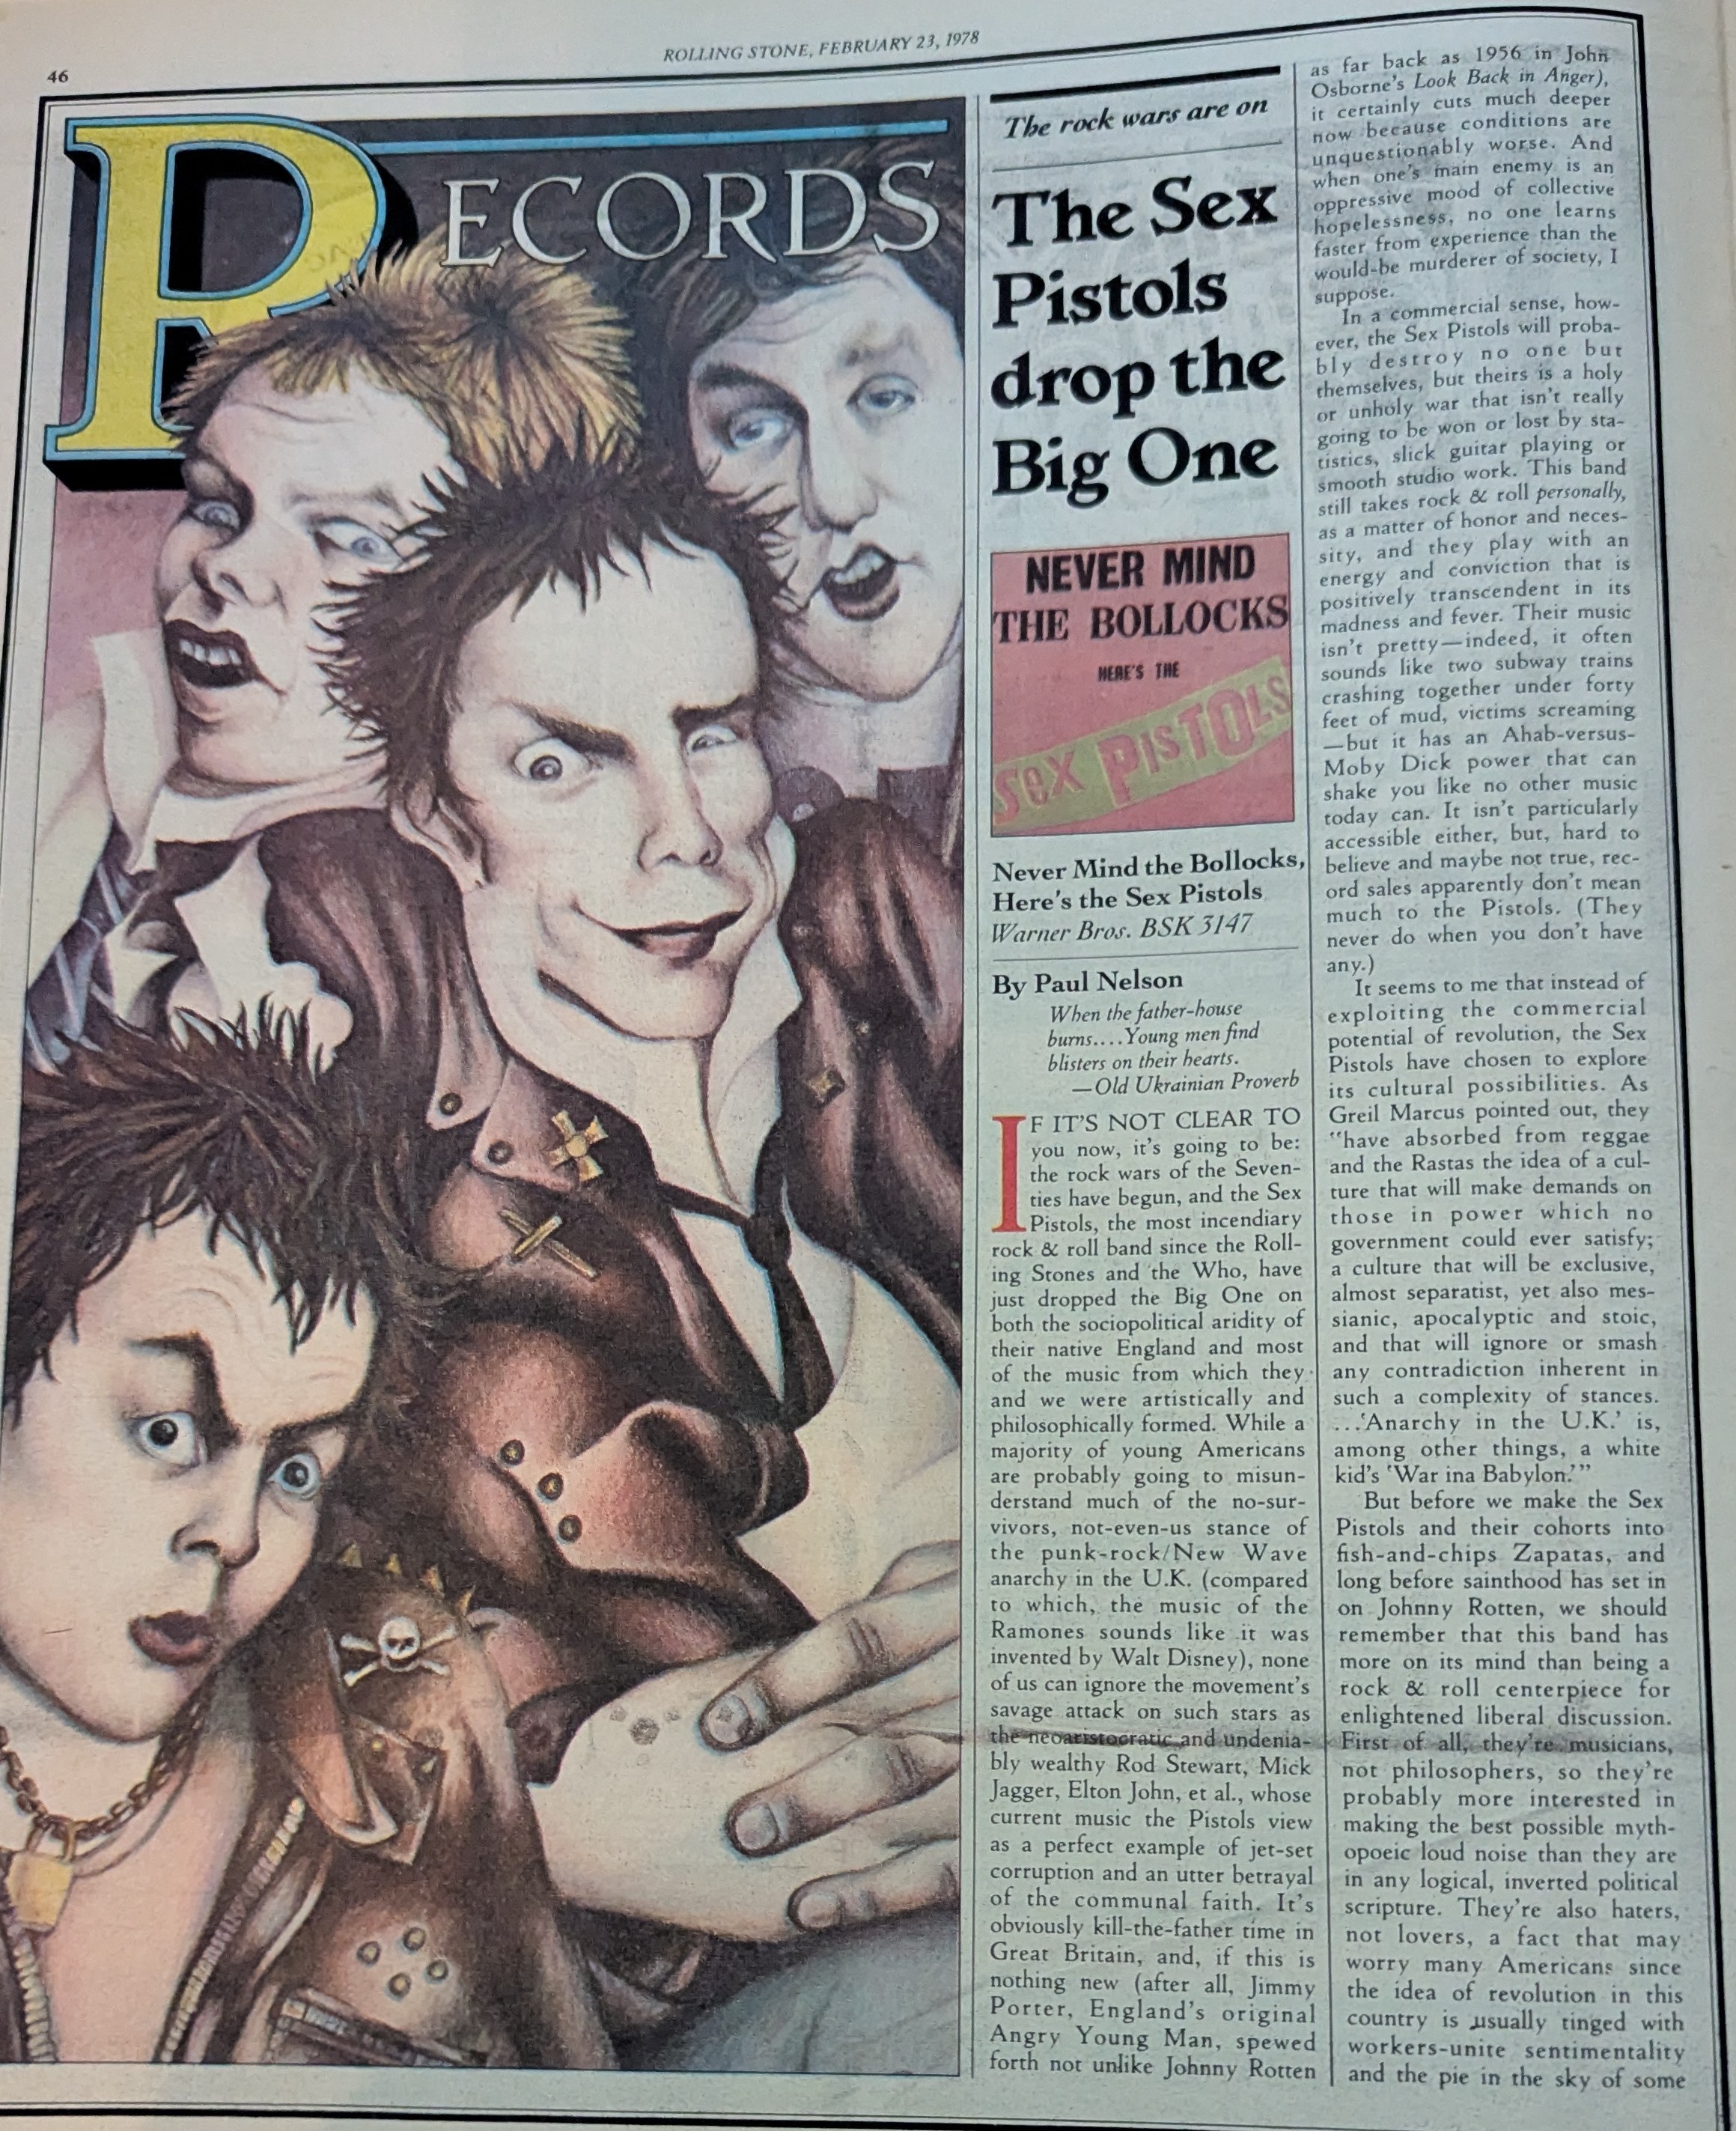 46
ROLLING STONE, FEBRUARY 23, 1978
RECORDS
The rock wars are on
The Sex
Pistols
drop the
Big One
NEVER MIND
THE BOLLOCKS
HERE'S THE
SEX PISTOLS
Never Mind the Bollocks,
Here's the Sex Pistols
Warner Bros. BSK 3147
By Paul Nelson
When the father-house
burns....Young men find
blisters on their hearts.
—Old Ukrainian Proverb
IF IT'S NOT CLEAR TO
you now, it's going to be:
the rock wars of the Seven-
ties have begun, and the Sex
Pistols, the most incendiary
rock & roll band since the Roll-
ing Stones and the Who, have
just dropped the Big One on
both the sociopolitical aridity of
their native England and most
of the music from which they
and we were artistically and
philosophically formed. While a
majority of young Americans
are probably going to misun-
derstand much of the no-sur-
vivors, not-even-us stance of
the punk-rock/New Wave
anarchy in the U.K. (compared
to which, the music of the
Ramones sounds like it was
invented by Walt Disney), none
of us can ignore the movement's
savage attack on such stars as
the neoaristocratic and undenia-
bly wealthy Rod Stewart, Mick
Jagger, Elton John, et al., whose
current music the Pistols view
as a perfect example of jet-set
corruption and an utter betrayal
of the communal faith. It's
obviously kill-the-father time in
Great Britain, and, if this is
nothing new (after all, Jimmy
Porter, England's original
Angry Young Man, spewed
forth not unlike Johnny Rotten
as far back as 1956 in John
Osborne's Look Back in Anger),
it certainly cuts much deeper
now because conditions are
unquestionably worse. And
when one's main enemy is an
oppressive mood of collective
hopelessness, no one learns
faster from experience than the
would-be murderer of society, I
suppose.
In a commercial sense, how-
ever, the Sex Pistols will proba-
bly destroy no one but
themselves, but theirs is a holy
or unholy war that isn't really
going to be won or lost by sta-
tistics, slick guitar playing or
smooth studio work. This band
still takes rock & roll personally,
as a matter of honor and neces-
sity, and they play with an
energy and conviction that is
positively transcendent in its
madness and fever. Their music
isn't pretty—indeed, it often
sounds like two subway trains
crashing together under forty
feet of mud, victims screaming
—but it has an Ahab-versus-
Moby Dick power that can
shake you like no other music
today can. It isn't particularly
accessible either, but, hard to
believe and maybe not true, rec-
ord sales apparently don't mean
much to the Pistols. (They
never do when you don't have
any.)
It seems to me that instead of
exploiting the commercial
potential of revolution, the Sex
Pistols have chosen to explore
its cultural possibilities. As
Greil Marcus pointed out, they
"have absorbed from reggae
and the Rastas the idea of a cul-
ture that will make demands on
those in power which no
government could ever satisfy;
a culture that will be exclusive,
almost separatist, yet also mes-
sianic, apocalyptic and stoic,
and that will ignore or smash
any contradiction inherent in
such a complexity of stances.
...'Anarchy in the U.K.' is,
among other things, a white
kid's 'War ina Babylon.'"
But before we make the Sex
Pistols and their cohorts into
fish-and-chips Zapatas, and
long before sainthood has set in
on Johnny Rotten, we should
remember that this band has
more on its mind than being a
rock & roll centerpiece for
enlightened liberal discussion.
First of all, they're musicians,
not philosophers, so they're
probably more interested in
making the best possible myth-
opoeic loud noise than they are
in any logical, inverted political
scripture. They're also haters,
not lovers, a fact that may
worry many Americans since
the idea of revolution in this
country is usually tinged with
workers-unite sentimentality
and the pie in the sky of some